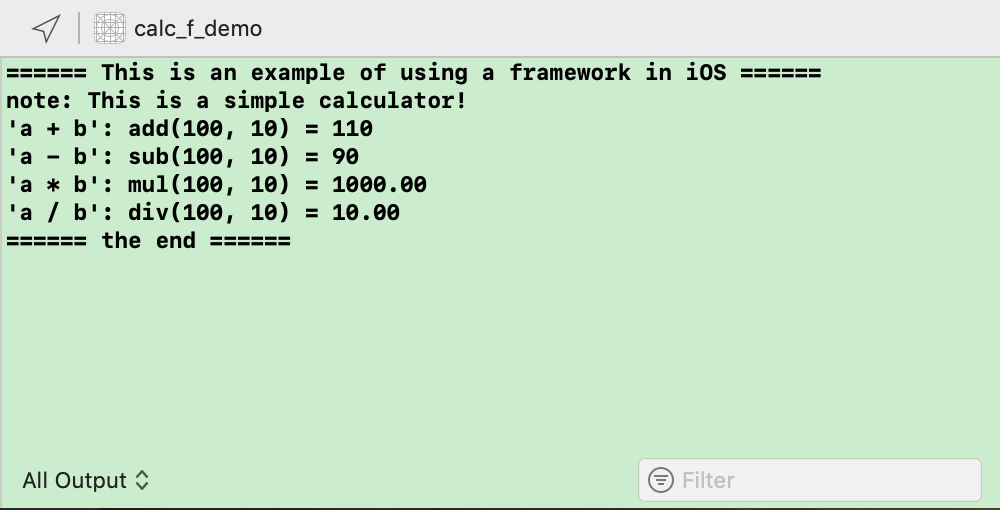 calc_f_demo
====== This is an example of using a framework in iOS ======
note: This is a simple calculator!
'a + b': add(100, 10) = 110
'a - b': sub(100, 10) = 90
'a * b': mul(100, 10) = 1000.00
'a / b': div(100, 10) = 10.00
====== the end ======
All Output
Filter